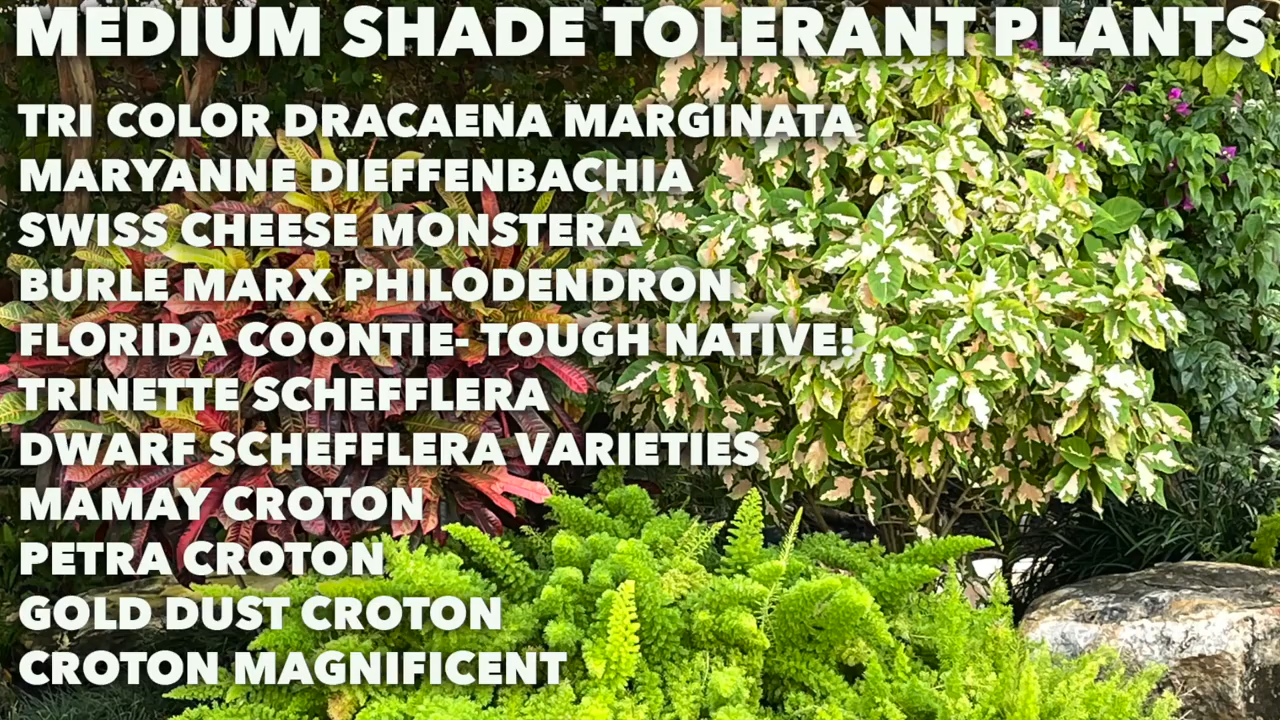 MEDIUM SHADE TOLERANT PLANTS
TRI COLOR DRACAENA MARGINATA
MARYANNE DIEFFENBACHIA
SWISS CHEESE MONSTERA
BURLE MARX PHILODENDRON
FLORIDA COONTIE- TOUGH NATIVE!
TRINETTE SCHEFFLERA
DWARF SCHEFFLERA VARIETIES
MAMAY CROTON
PETRA CROTON
GOLD DUST CROTON
CROTON MAGNIFICENT